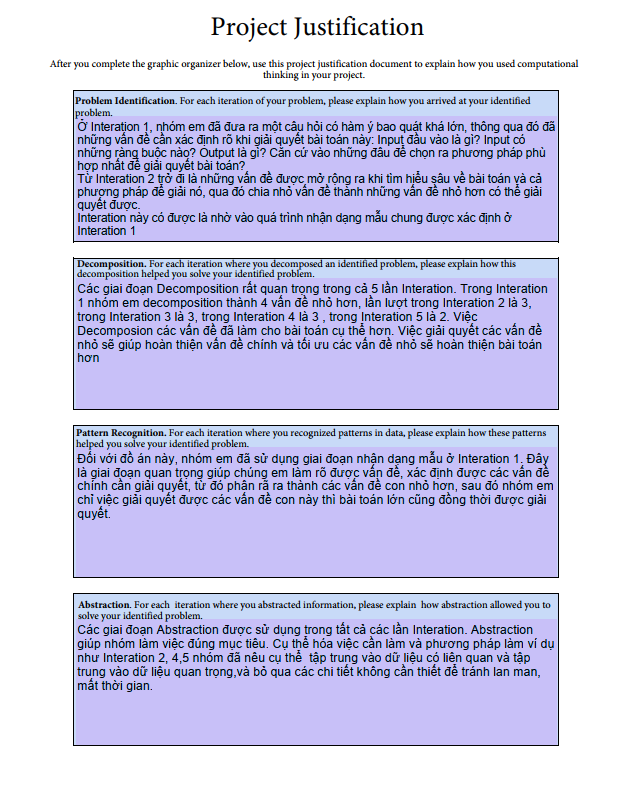 Project Justification
After you complete the graphic organizer below, use this project justification document to explain how you used computational
thinking in your project.
Problem Identification. For each iteration of your problem, please explain how you arrived at your identified
problem.
Ở Interation 1, nhóm em đã đưa ra một câu hỏi có hàm ý bao quát khá lớn, thông qua đó đã
những vấn đề cần xác định rõ khi giải quyết bài toán này: Input đầu vào là gì? Input có
những ràng buộc nào? Output là gì? Căn cứ vào những đâu để chọn ra phương pháp phù
hợp nhất để giải quyết bài toán?
Từ Interation 2 trở đi là những vấn đề được mở rộng ra khi tìm hiểu sâu về bài toán và cả
phương pháp để giải nó, qua đó chia nhỏ vấn đề thành những vấn đề nhỏ hơn có thể giải
quyết được.
Interation này có được là nhờ vào quá trình nhận dạng mẫu chung được xác định ở
Interation 1
Decomposition. For each iteration where you decomposed an identified problem, please explain how this
decomposition helped you solve your identified problem.
Các giai đoạn Decomposition rất quan trọng trong cả 5 lần Interation. Trong Interation
1 nhóm em decomposition thành 4 vấn đề nhỏ hơn, lần lượt trong Interation 2 là 3,
trong Interation 3 là 3, trong Interation 4 là 3 , trong Interation 5 là 2. Việc
Decomposion các vấn đề đã làm cho bài toán cụ thể hơn. Việc giải quyết các vấn đề
nhỏ sẽ giúp hoàn thiện vấn đề chính và tối ưu các vấn đề nhỏ sẽ hoàn thiện bài toán
hơn
Pattern Recognition. For each iteration where you recognized patterns in data, please explain how these patterns
helped you solve your identified problem.
Đối với đồ án này, nhóm em đã sử dụng giai đoạn nhận dạng mẫu ở Interation 1. Đây
là giai đoạn quan trọng giúp chúng em làm rõ được vấn đề, xác định được các vấn đề
chính cần giải quyết, từ đó phân rã ra thành các vấn đề con nhỏ hơn, sau đó nhóm em
chỉ việc giải quyết được các vấn đề con này thì bài toán lớn cũng đồng thời được giải
quyết.
Abstraction. For each iteration where you abstracted information, please explain how abstraction allowed you to
solve your identified problem.
Các giai đoạn Abstraction được sử dụng trong tất cả các lần Interation. Abstraction
giúp nhóm làm việc đúng mục tiêu. Cụ thể hóa việc cần làm và phương pháp làm ví dụ
như Interation 2, 4,5 nhóm đã nêu cụ thể tập trung vào dữ liệu có liên quan và tập
trung vào dữ liệu quan trọng,và bỏ qua các chi tiết không cần thiết để tránh lan man,
mất thời gian.